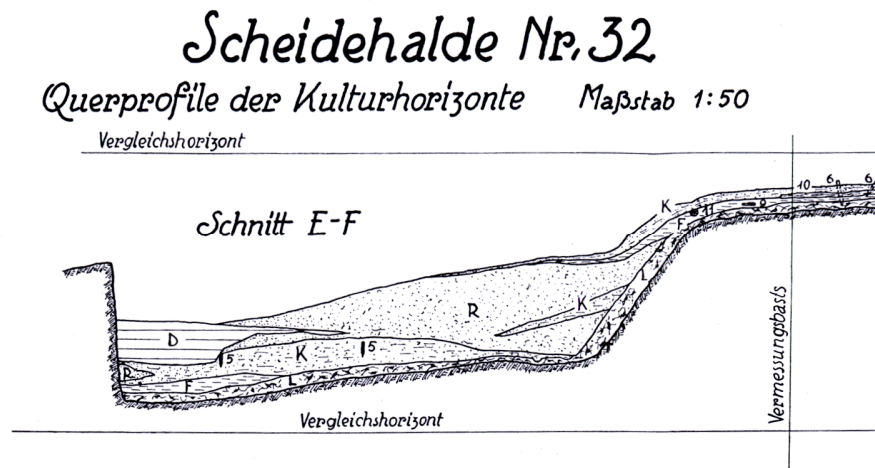 Scheidehalde Nr. 32
Querprofile der Kulturhorizonte Maßstab 1:50
Vergleichshorizont
Schnitt E-F
K
10 6 6
11 8
F
L
K
R
D
5 K 5
R
F L
Vermessungsbasis
Vergleichshorizont